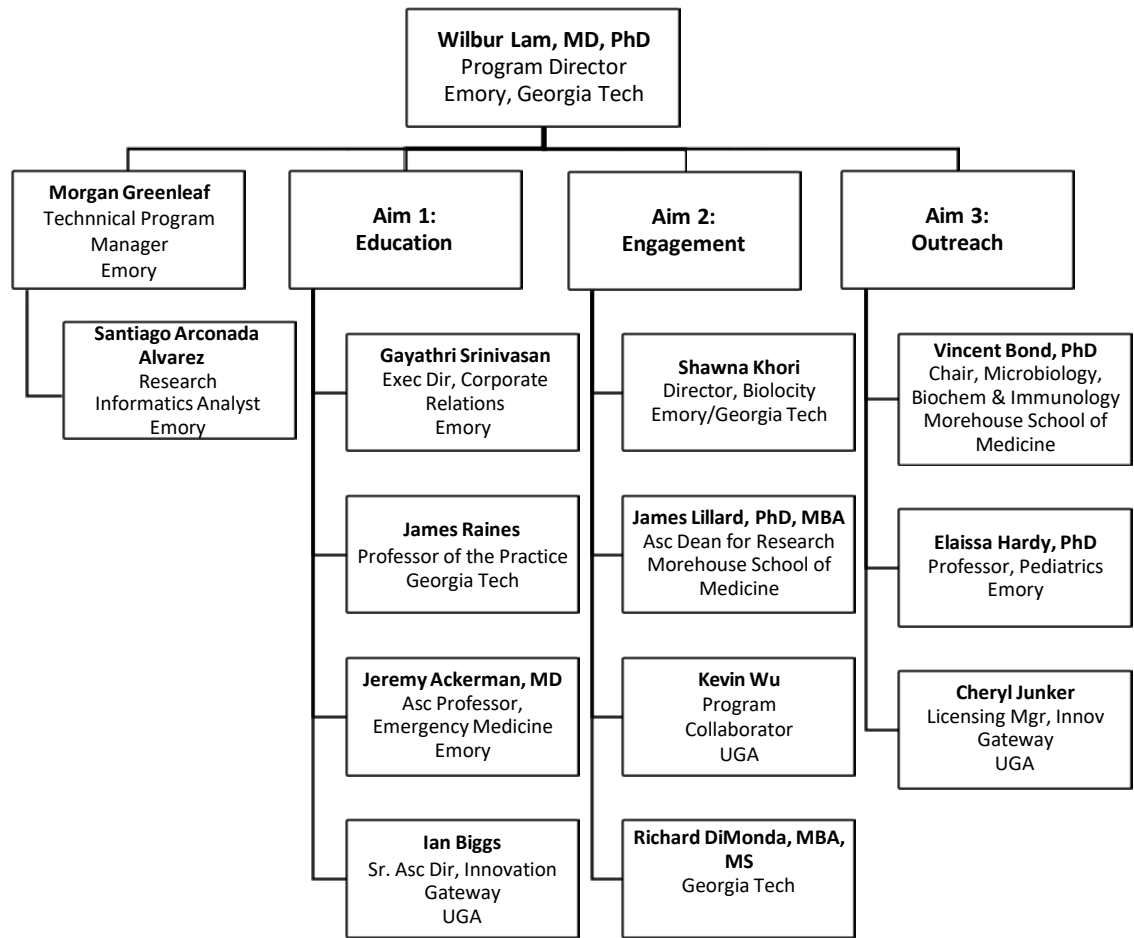 Wilbur Lam, MD, PhD
Program Director
Emory, Georgia Tech
Morgan Greenleaf
Technnical Program
Manager
Emory
Santiago Arconada
Alvarez
Research
Informatics Analyst
Emory
Aim 1:
Education
Gayathri Srinivasan
Exec Dir, Corporate
Relations
Emory
James Raines
Professor of the Practice
Georgia Tech
Jeremy Ackerman, MD
Asc Professor,
Emergency Medicine
Emory
Ian Biggs
Sr. Asc Dir, Innovation
Gateway
UGA
Aim 2:
Engagement
Shawna Khori
Director, Biolocity
Emory/Georgia Tech
James Lillard, PhD, MBA
Asc Dean for Research
Morehouse School of
Medicine
Kevin Wu
Program
Collaborator
UGA
Richard DiMonda, MBA,
MS
Georgia Tech
Aim 3:
Outreach
Vincent Bond, PhD
Chair, Microbiology,
Biochem & Immunology
Morehouse School of
Medicine
Elaissa Hardy, PhD
Professor, Pediatrics
Emory
Cheryl Junker
Licensing Mgr, Innov
Gateway
UGA